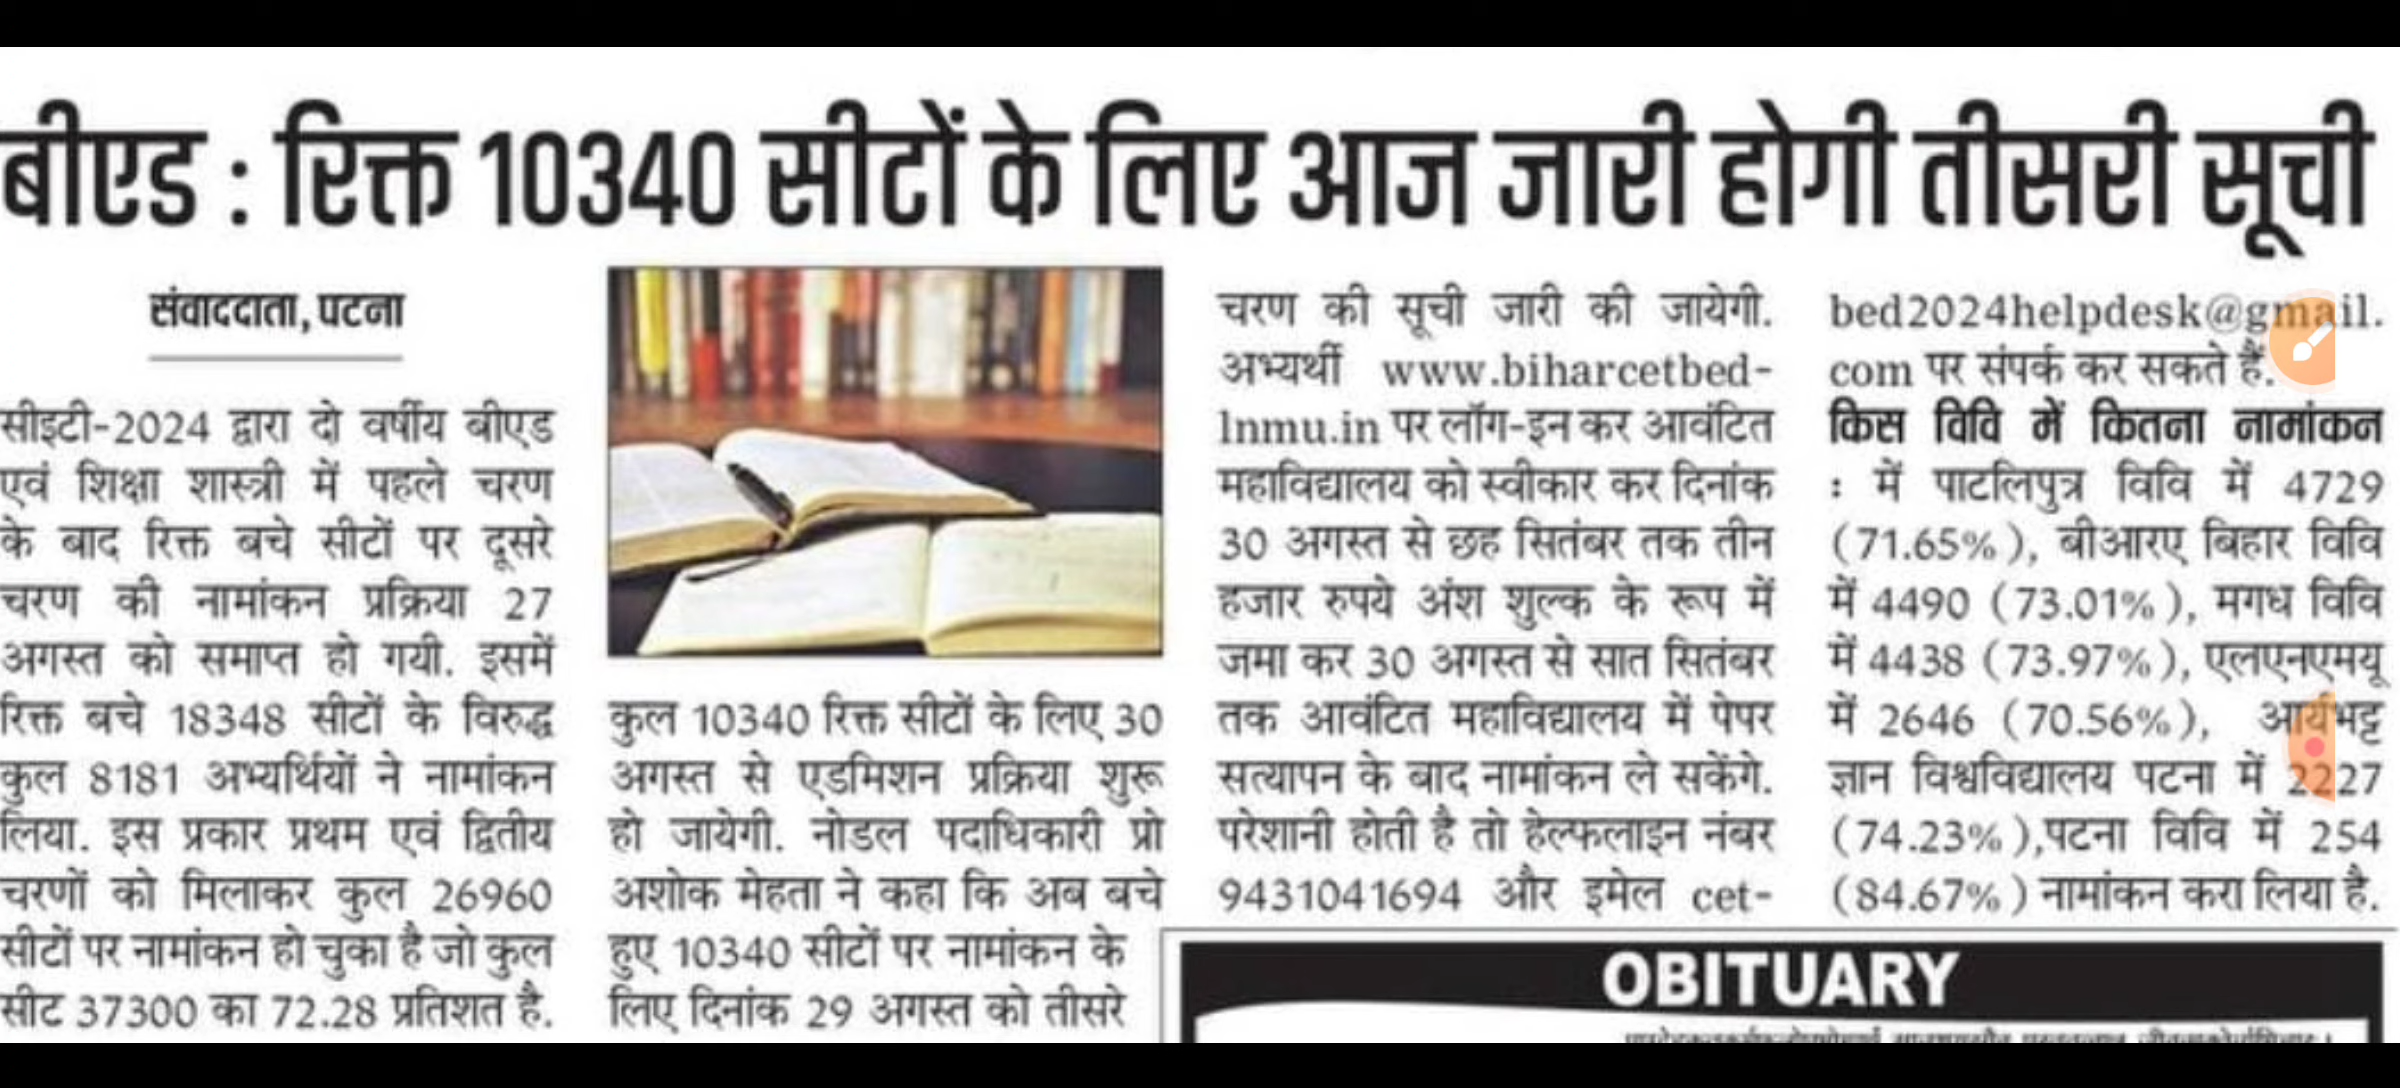 बीएड : रिक्त 10340 सीटों के लिए आज जारी होगी तीसरी सूची
संवाददाता, पटना
सीइटी-2024 द्वारा दो वर्षीय बीएड
एवं शिक्षा शास्त्री में पहले चरण
के बाद रिक्त बचे सीटों पर दूसरे
चरण की नामांकन प्रक्रिया 27
अगस्त को समाप्त हो गयी. इसमें
रिक्त बचे 18348 सीटों के विरुद्ध
कुल 8181 अभ्यर्थियों ने नामांकन
लिया. इस प्रकार प्रथम एवं द्वितीय
चरणों को मिलाकर कुल 26960
सीटों पर नामांकन हो चुका है जो कुल
सीट 37300 का 72.28 प्रतिशत है.
कुल 10340 रिक्त सीटों के लिए 30
अगस्त से एडमिशन प्रक्रिया शुरू
हो जायेगी. नोडल पदाधिकारी प्रो
अशोक मेहता ने कहा कि अब बचे
हुए 10340 सीटों पर नामांकन के
लिए दिनांक 29 अगस्त को तीसरे
चरण की सूची जारी की जायेगी.
अभ्यर्थी www.biharcetbed-
lnmu.in पर लॉग-इन कर आवंटित
महाविद्यालय को स्वीकार कर दिनांक
30 अगस्त से छह सितंबर तक तीन
हजार रुपये अंश शुल्क के रूप में
जमा कर 30 अगस्त से सात सितंबर
तक आवंटित महाविद्यालय में पेपर
सत्यापन के बाद नामांकन ले सकेंगे.
परेशानी होती है तो हेल्फलाइन नंबर
9431041694 और इमेल cet-
bed2024helpdesk@gmail.
com पर संपर्क कर सकते हैं.
किस विवि में कितना नामांकन
: में पाटलिपुत्र विवि में 4729
(71.65%), बीआरए बिहार विवि
में 4490 (73.01%), मगध विवि
में 4438 (73.97%), एलएनएमयू
में 2646 (70.56%), आर्यभट्ट
ज्ञान विश्वविद्यालय पटना में 2227
(74.23%),पटना विवि में 254
(84.67%) नामांकन करा लिया है.
OBITUARY